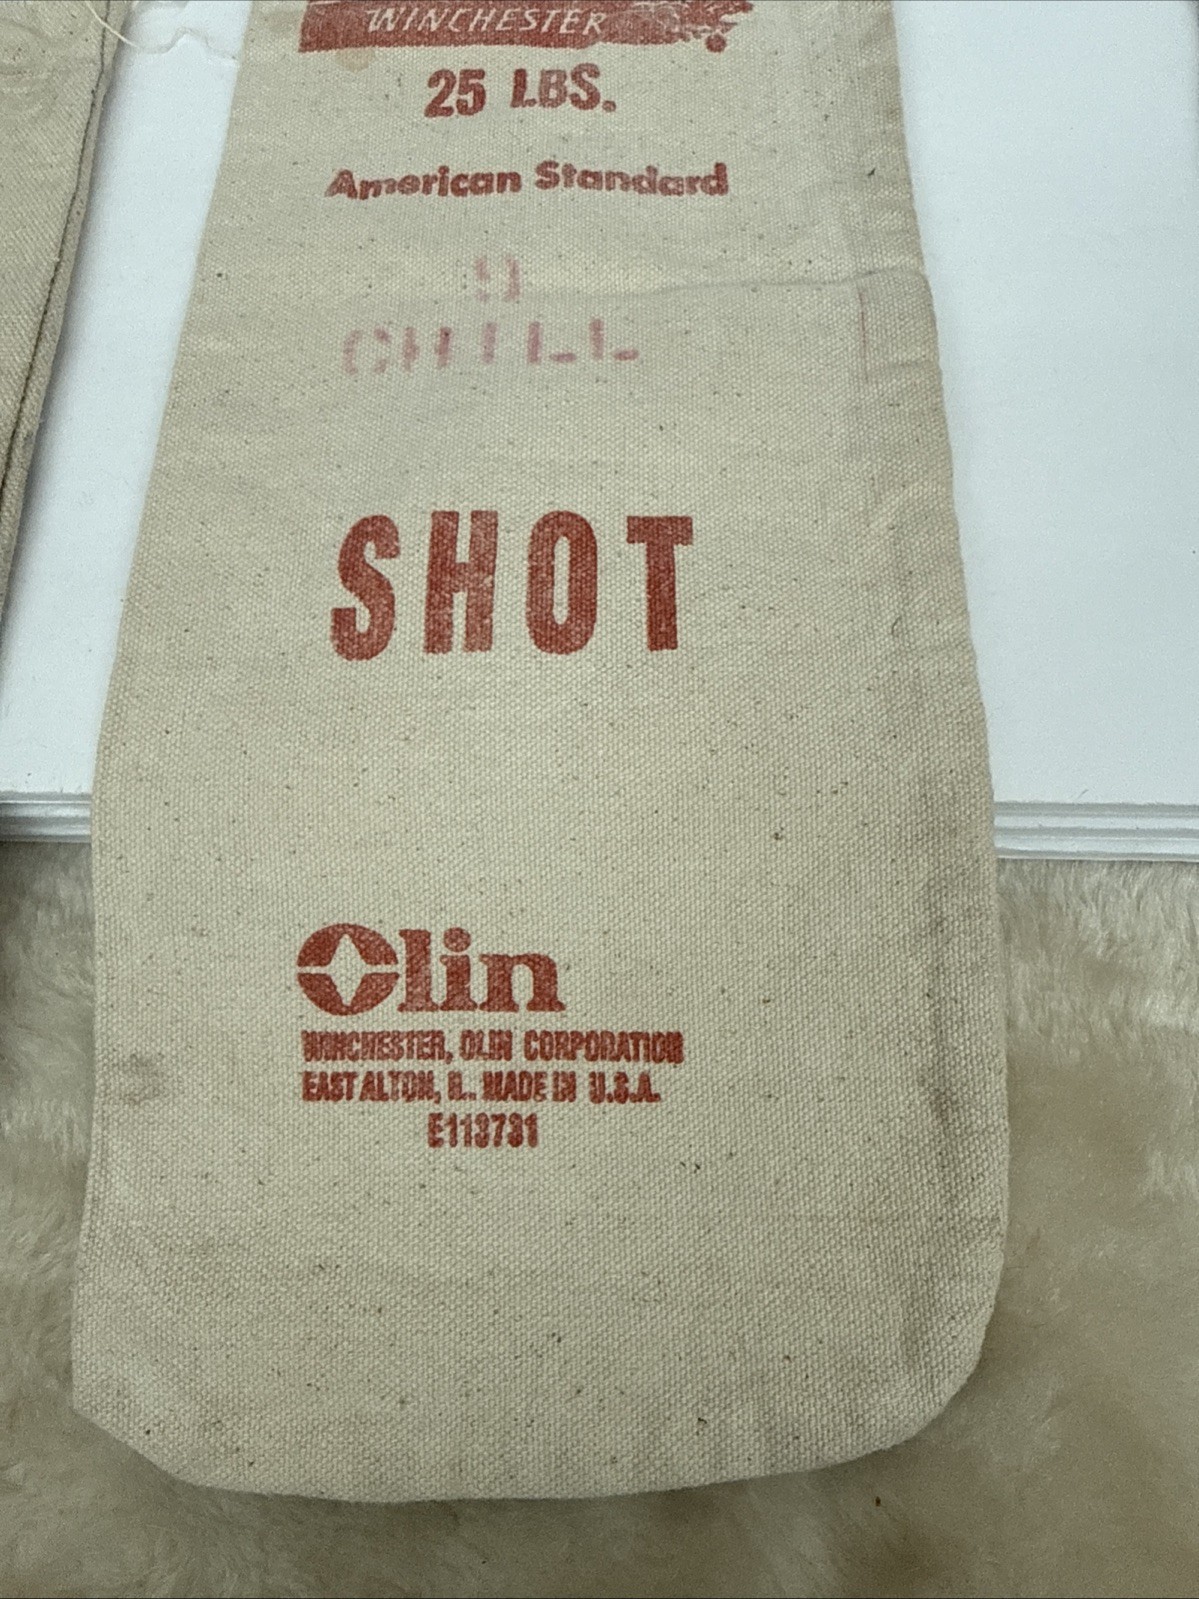 WINCHESTER
25 LBS.
American Standard
CHILL
SHOT
Olin
WINCHESTER, OLIN CORPORATION
EAST ALTON, IL. MADE IN U.S.A.
E113731